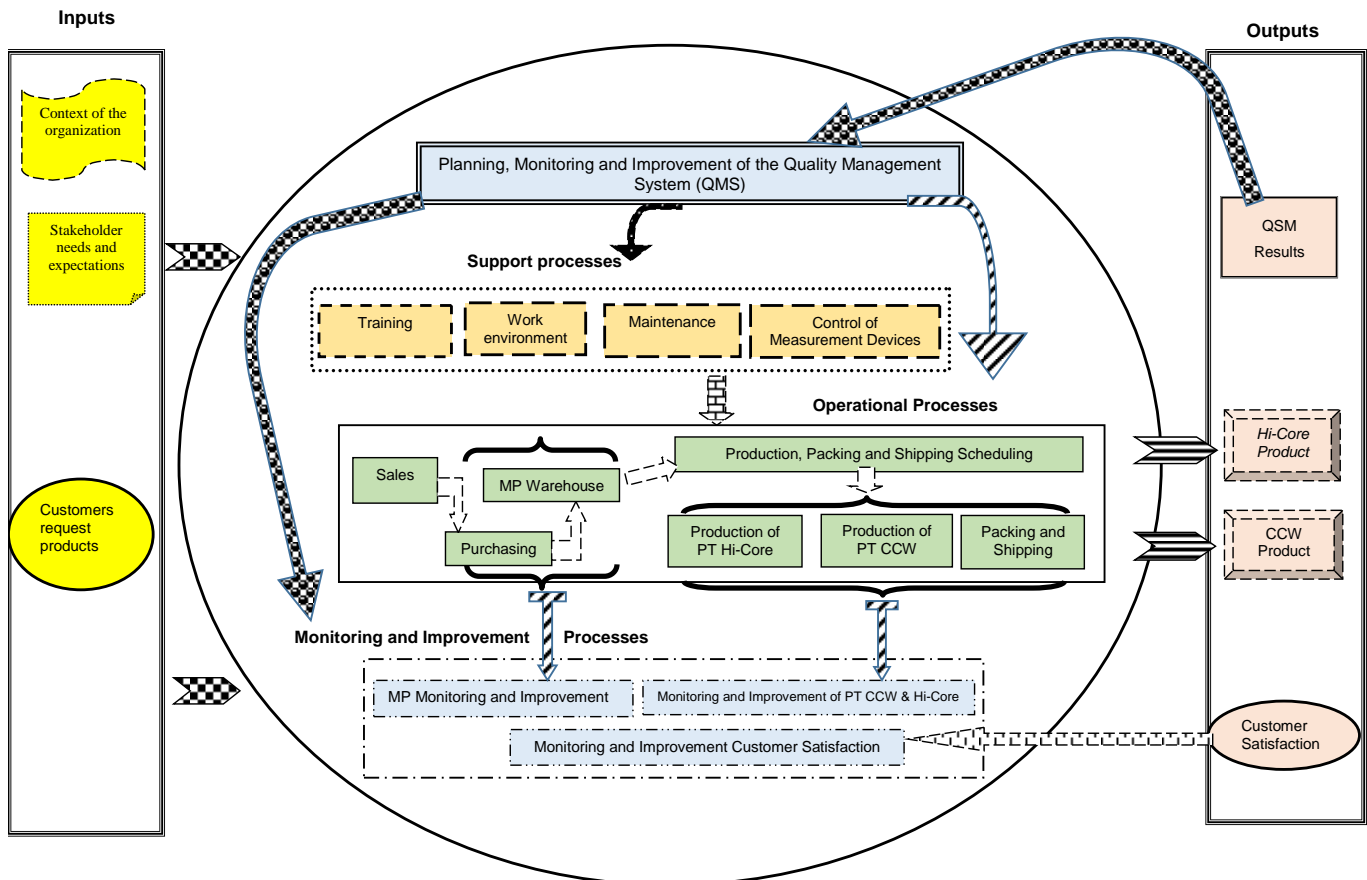 Inputs
Outputs
Context of the
organization
Stakeholder
needs and
expectations
Customers
request
products
Planning, Monitoring and Improvement of the Quality Management
System (QMS)
Support processes
Training
Work
environment
Maintenance
Control of
Measurement Devices
Operational Processes
Sales
MP Warehouse
Purchasing
Production, Packing and Shipping Scheduling
Production of
PT Hi-Core
Production of
PT CCW
Packing and
Shipping
Monitoring and Improvement Processes
MP Monitoring and Improvement
Monitoring and Improvement of PT CCW & Hi-Core
Monitoring and Improvement Customer Satisfaction
QSM
Results
Hi-Core
Product
CCW
Product
Customer
Satisfaction